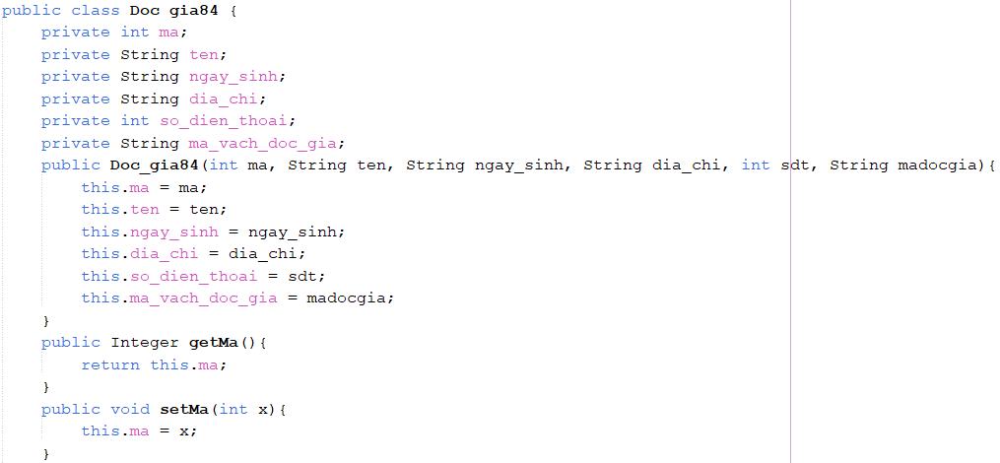 public class Doc_gia84 {
    private int ma;
    private String ten;
    private String ngay_sinh;
    private String dia_chi;
    private int so_dien_thoai;
    private String ma_vach_doc_gia;
    public Doc_gia84(int ma, String ten, String ngay_sinh, String dia_chi, int sdt, String madocgia){
        this.ma = ma;
        this.ten = ten;
        this.ngay_sinh = ngay_sinh;
        this.dia_chi = dia_chi;
        this.so_dien_thoai = sdt;
        this.ma_vach_doc_gia = madocgia;
    }
    public Integer getMa(){
        return this.ma;
    }
    public void setMa(int x){
        this.ma = x;
    }